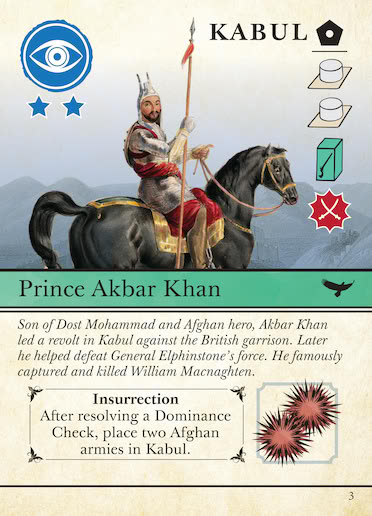 KABUL
Prince Akbar Khan
Son of Dost Mohammad and Afghan hero, Akbar Khan
led a revolt in Kabul against the British garrison. Later
he helped defeat General Elphinstone's force. He famously
captured and killed William Macnaghten.
Insurrection
After resolving a Dominance
Check, place two Afghan
armies in Kabul.
3